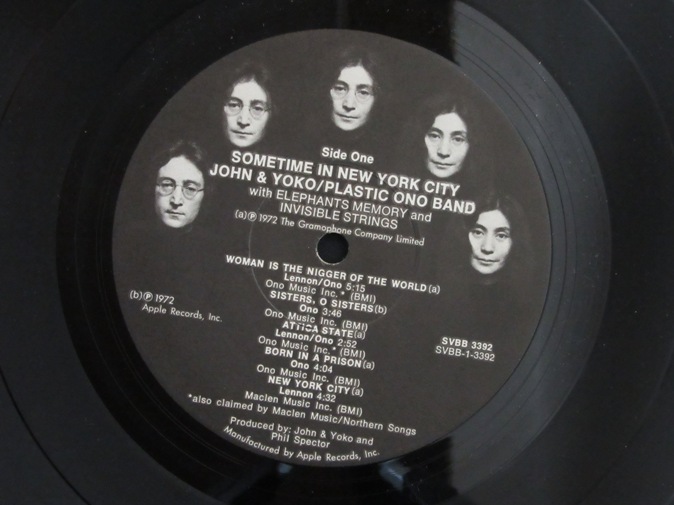 Side One
SOMETIME IN NEW YORK CITY
JOHN & YOKO/PLASTIC ONO BAND
with ELEPHANTS MEMORY and
INVISIBLE STRINGS
(a)℗ 1972 The Gramophone Company Limited
WOMAN IS THE NIGGER OF THE WORLD(a)
Lennon/Ono 5:15
Ono Music Inc.* (BMI)
SISTERS, O SISTERS(b)
Ono 3:46
Ono Music Inc. (BMI)
ATTICA STATE(a)
Lennon/Ono 2:52
Ono Music Inc.* (BMI)
BORN IN A PRISON(a)
Ono 4:04
Ono Music Inc. (BMI)
NEW YORK CITY(a)
Lennon 4:32
Maclen Music Inc. (BMI)
*also claimed by Maclen Music/Northern Songs
Produced by: John & Yoko and
Phil Spector
Manufactured by Apple Records, Inc.
(b)℗ 1972
Apple Records, Inc.
SVBB 3392
SVBB-1-3392